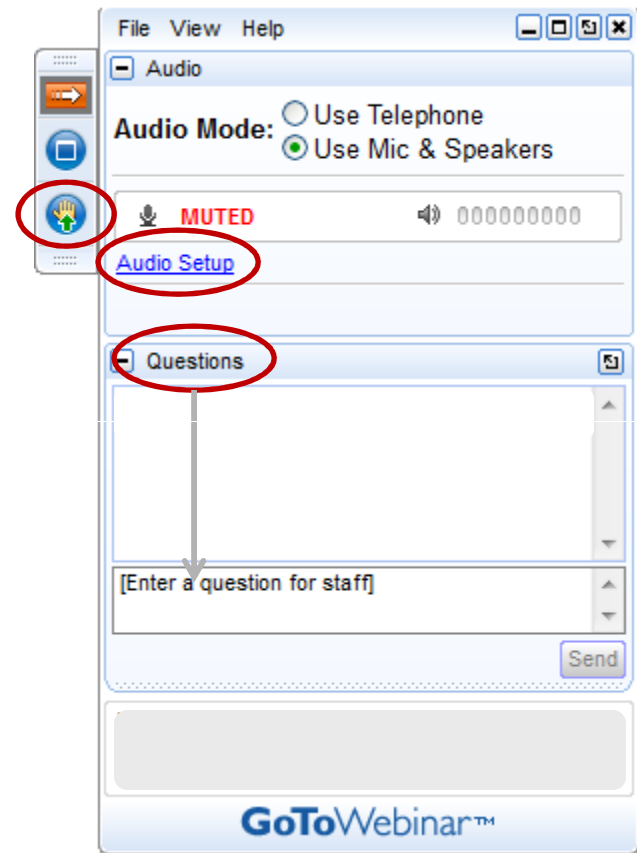 File View Help
Audio
Audio Mode:
Use Telephone
Use Mic & Speakers
MUTED
000000000
Audio Setup
Questions
[Enter a question for staff]
Send
GoToWebinar™